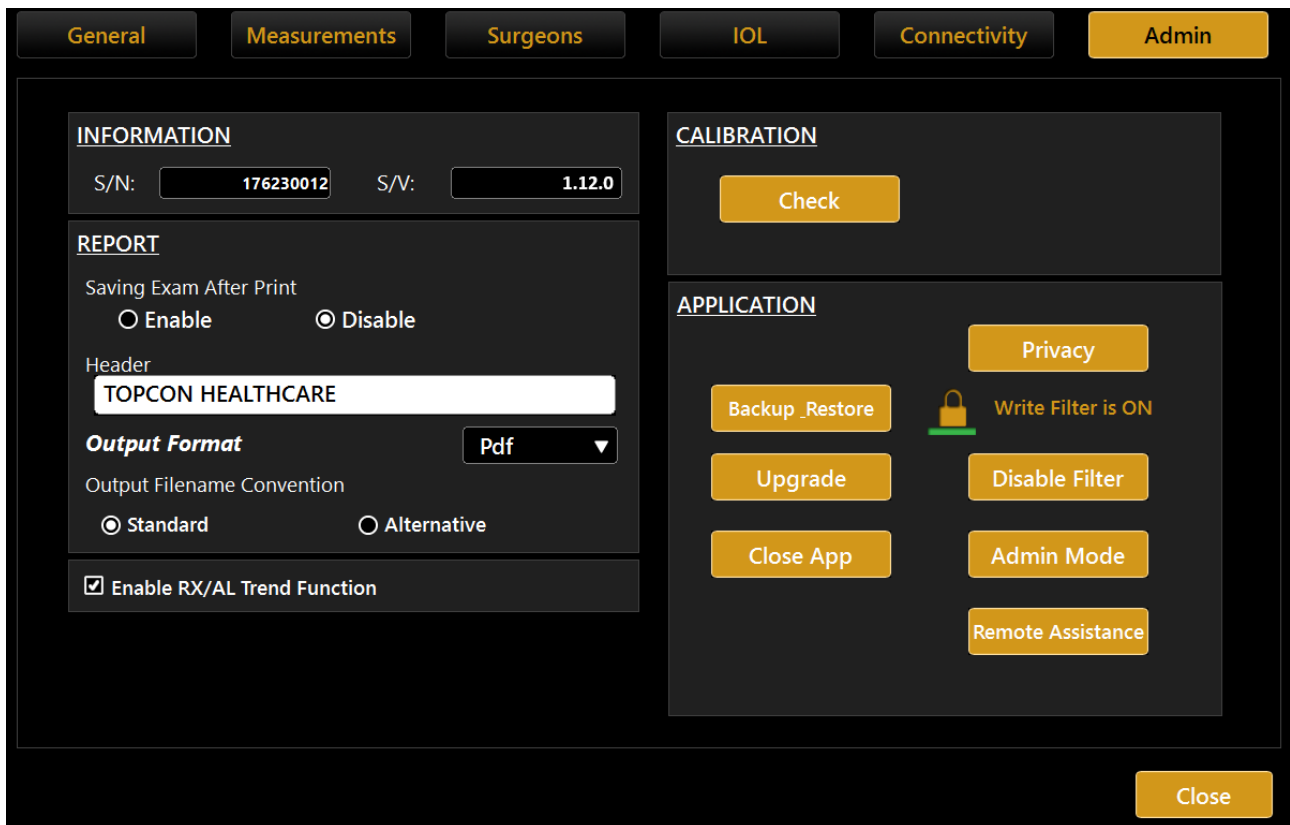 General Measurements Surgeons IOL Connectivity Admin
INFORMATION
S/N: 176230012 S/V: 1.12.0
REPORT
Saving Exam After Print
Enable Disable
Header
TOPCON HEALTHCARE
Output Format Pdf
Output Filename Convention
Standard Alternative
Enable RX/AL Trend Function
CALIBRATION
Check
APPLICATION
Privacy
Backup _Restore Write Filter is ON
Upgrade Disable Filter
Close App Admin Mode
Remote Assistance
Close